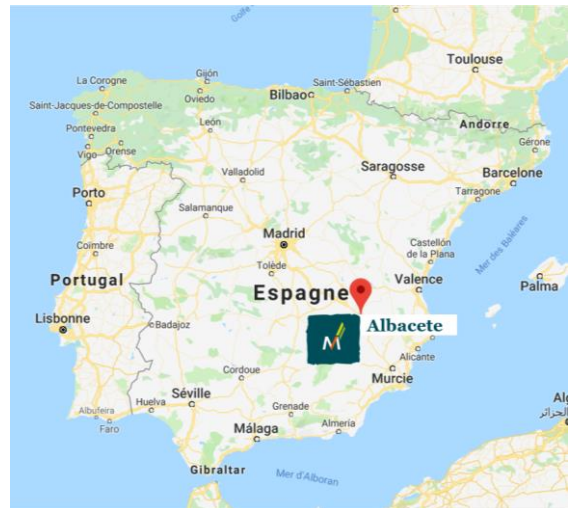 Golfe
Toulouse
La Corogne
Gijón
Oviedo
Bilbao
Saint-Sébastien
Saint-Jacques-de-Compostelle
León
Andorre
Pontevedra
Vigo
Orense
Gérone
Valladolid
Saragosse
Barcelone
Porto
Tarragone
Salamanque
Madrid
Mer des Baléares
Coïmbre
Tolède
Castellón
de la Plana
Portugal
Espagne
Valence
Palma
Lisbonne
Badajoz
Albacete
Alicante
Cordoue
Murcie
Huelva
Séville
Grenade
Albufeira
Faro
Málaga
Almeria
Alg
الجزائر
Gibraltar
Mer d'Alboran